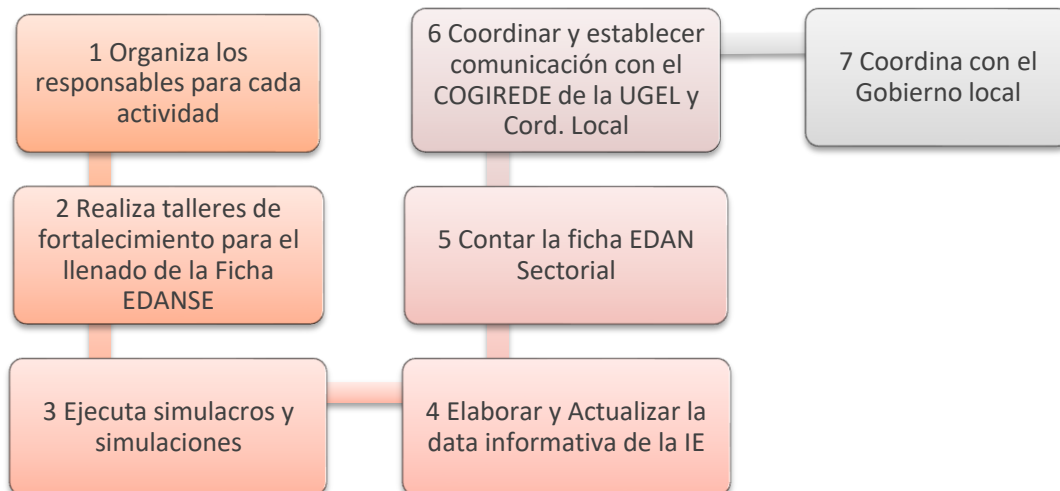 1 Organiza los
responsables para cada
actividad
2 Realiza talleres de
fortalecimiento para el
llenado de la Ficha
EDANSE
3 Ejecuta simulacros y
simulaciones
4 Elaborar y Actualizar la
data informativa de la IE
5 Contar la ficha EDAN
Sectorial
6 Coordinar y establecer
comunicación con el
COGIREDE de la UGEL y
Cord. Local
7 Coordina con el
Gobierno local